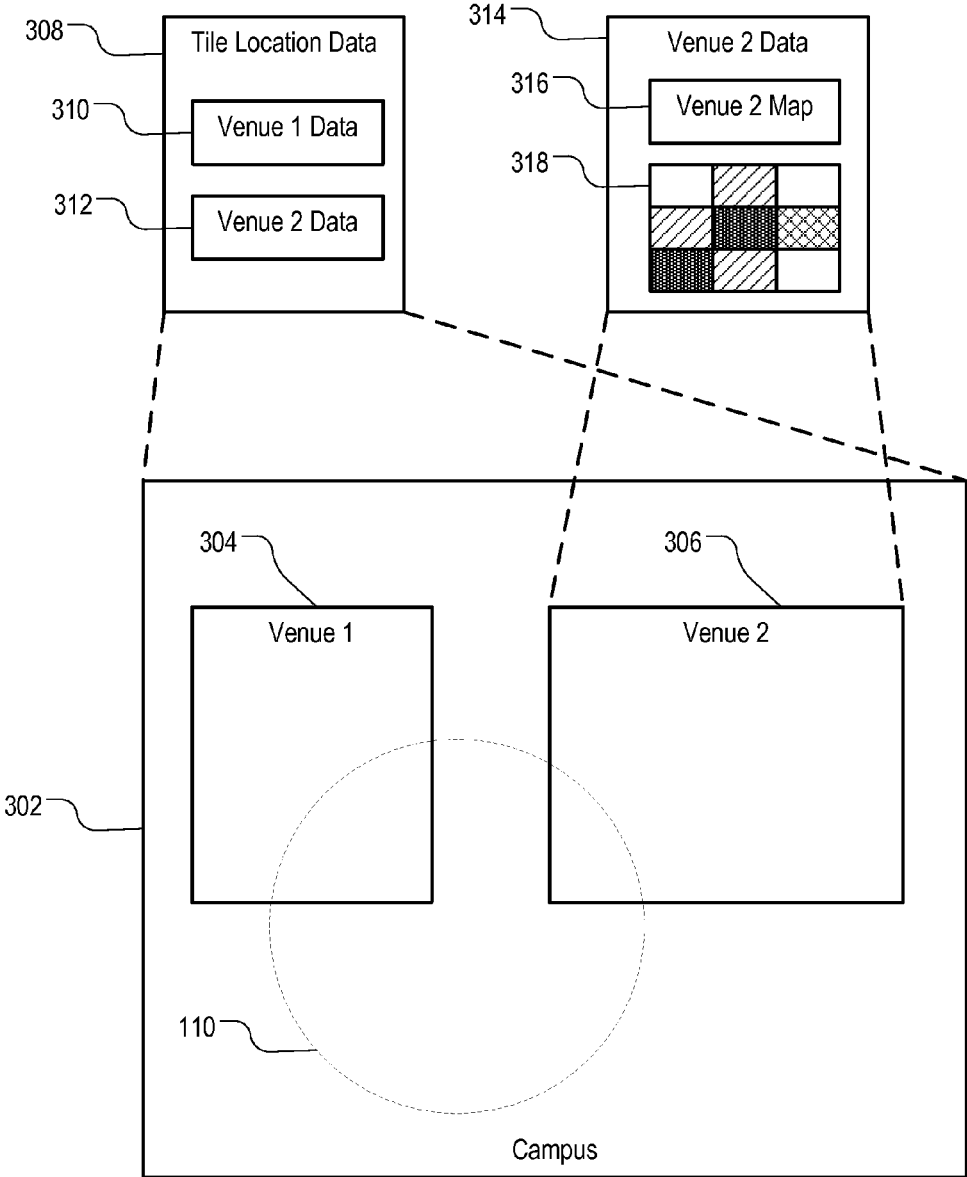 308
Tile Location Data
310
Venue 1 Data
312
Venue 2 Data
314
Venue 2 Data
316
Venue 2 Map
318
304
Venue 1
306
Venue 2
302
110
Campus